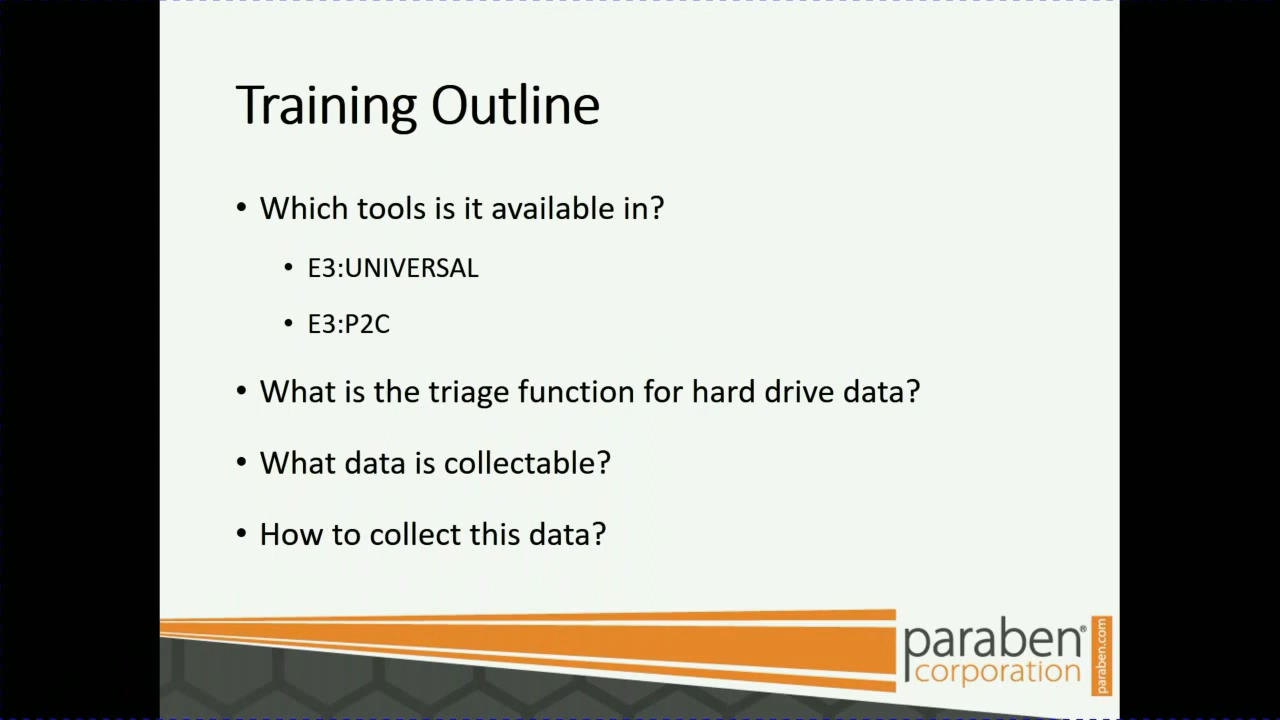 Training Outline
• Which tools is it available in?
• E3:UNIVERSAL
• E3:P2C
• What is the triage function for hard drive data?
• What data is collectable?
• How to collect this data?
paraben®
corporation
paraben.com